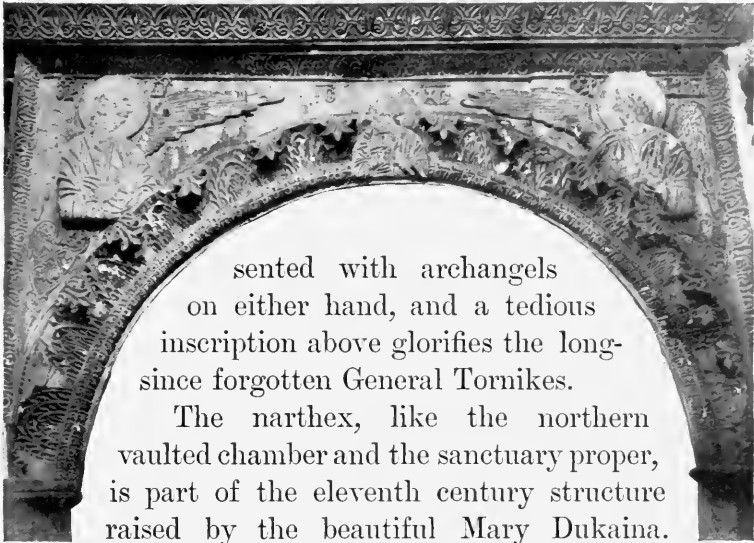 sented with archangels
on either hand, and a tedious
inscription above glorifies the long-
since forgotten General Tornikes.
The narthex, like the northern
vaulted chamber and the sanctuary proper,
is part of the eleventh century structure
raised by the beautiful Mary Dukaina.